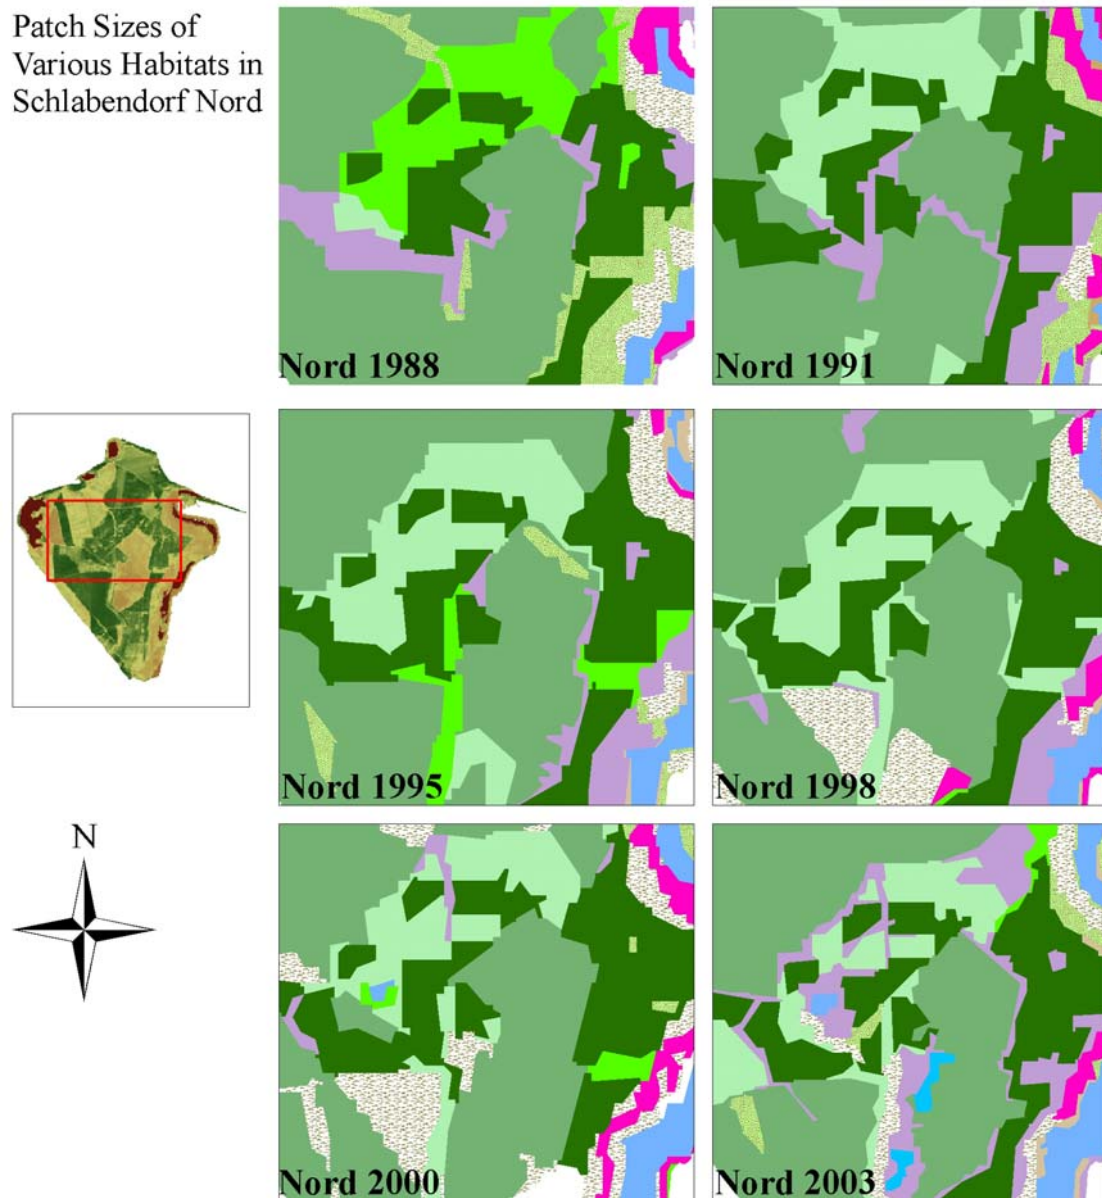 Patch Sizes of
Various Habitats in
Schlabendorf Nord
Nord 1988
Nord 1991
Nord 1995
Nord 1998
N
Nord 2000
Nord 2003